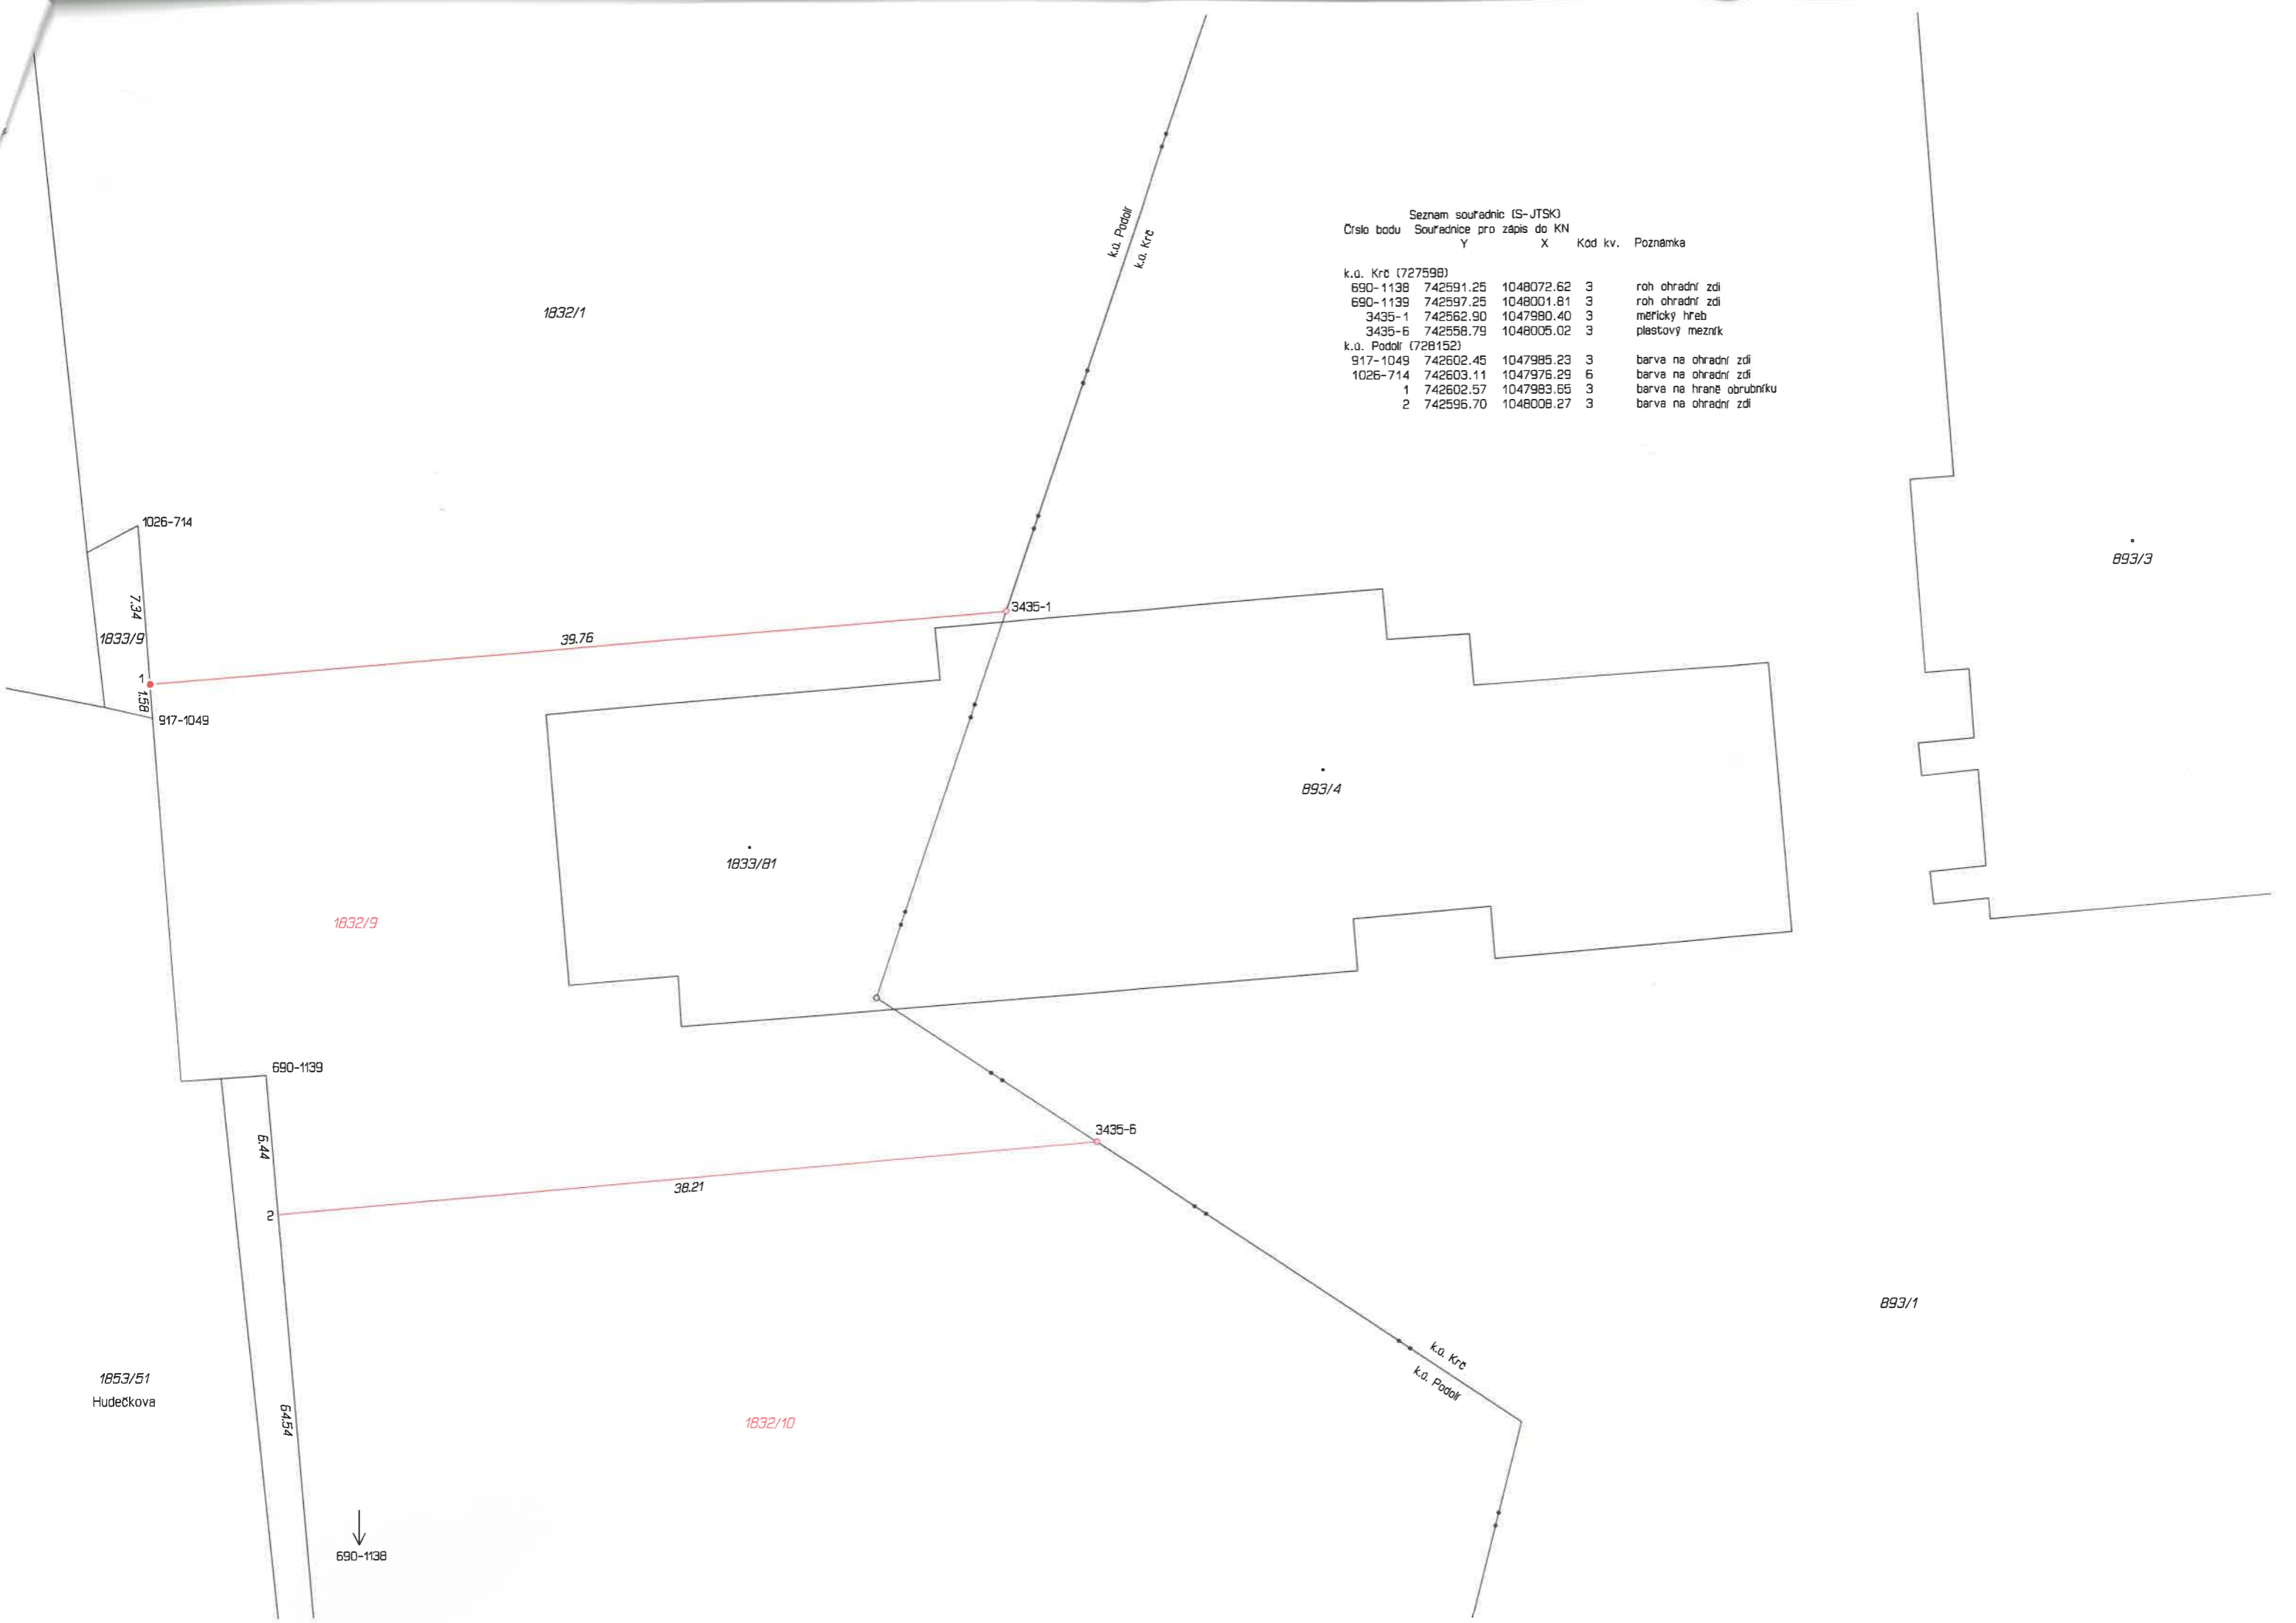 k.ú. Podolí
k.ú. Krč
Seznam souřadnic (S-JTSK)
Číslo bodu Souřadnice pro zápis do KN
Y X Kód kv. Poznámka
k.ú. Krč (727598)
690-1138 742591.25 1048072.62 3 roh ohradní zdi
690-1139 742597.25 1048001.81 3 roh ohradní zdi
3435-1 742562.90 1047980.40 3 měřický hřeb
3435-6 742558.79 1048005.02 3 plastový mezník
k.ú. Podolí (728152)
917-1049 742602.45 1047985.23 3 barva na ohradní zdi
1026-714 742603.11 1047976.29 6 barva na ohradní zdi
1 742602.57 1047983.65 3 barva na hraně obrubníku
2 742596.70 1048008.27 3 barva na ohradní zdi
1832/1
1026-714
893/3
7.34
3435-1
1833/9
39.76
1
1.58
917-1049
893/4
1833/81
1832/9
690-1139
3435-6
6.44
38.21
2
893/1
k.ú. Krč
k.ú. Podolí
1853/51
Hudečkova
64.54
1832/10
690-1138